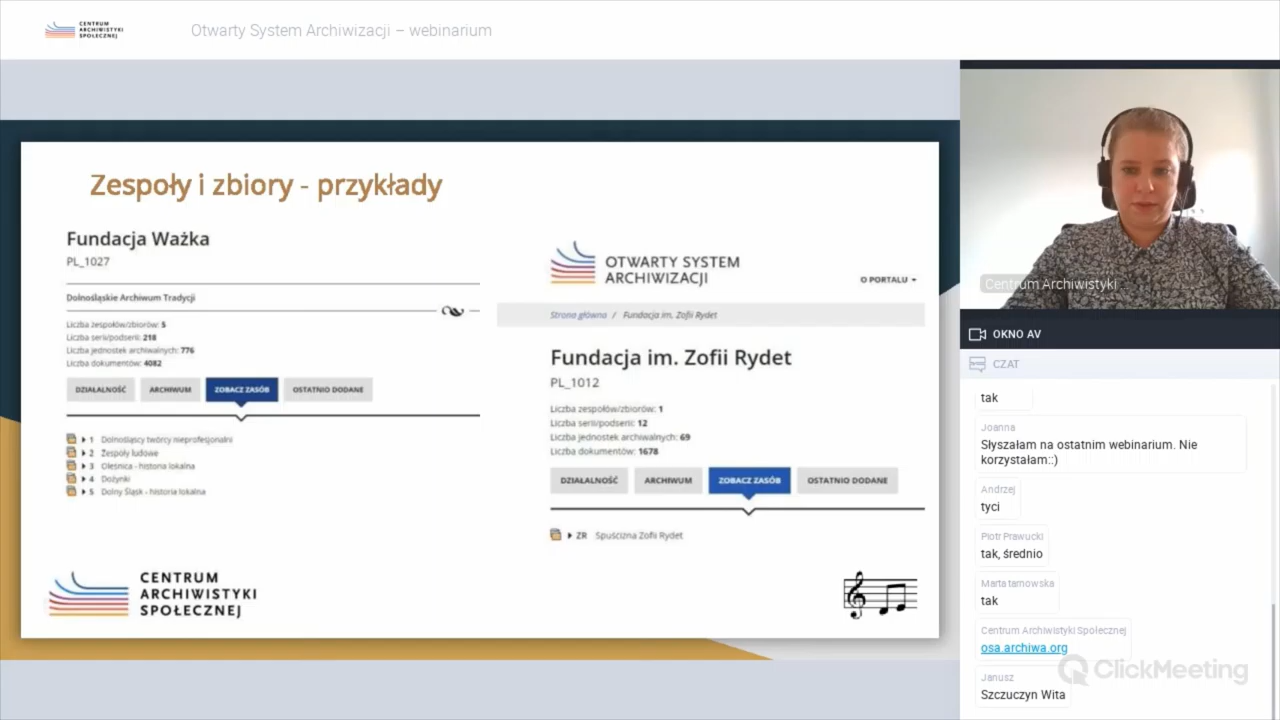 CENTRUM
ARCHIWISTYKI
SPOŁECZNEJ
Otwarty System Archiwizacji – webinarium
Zespoły i zbiory - przykłady
Fundacja Ważka
PL_1027
Dolnośląskie Archiwum Tradycji
Liczba zespołów/zbiorów: 5
Liczba serii/podserii: 218
Liczba jednostek archiwalnych: 776
Liczba dokumentów: 4082
DZIAŁALNOŚĆ ARCHIWUM ZOBACZ ZASÓB OSTATNIO DODANE
1 Dolnośląscy twórcy nieprofesjonalni
2 Zespoły ludowe
3 Oleśnica - historia lokalna
4 Dożynki
5 Dolny Śląsk - historia lokalna
OTWARTY SYSTEM
ARCHIWIZACJI
O PORTALU
Strona główna / Fundacja im. Zofii Rydet
Fundacja im. Zofii Rydet
PL_1012
Liczba zespołów/zbiorów: 1
Liczba serii/podserii: 12
Liczba jednostek archiwalnych: 69
Liczba dokumentów: 1678
DZIAŁALNOŚĆ ARCHIWUM ZOBACZ ZASÓB OSTATNIO DODANE
ZR Spuścizna Zofii Rydet
CENTRUM
ARCHIWISTYKI
SPOŁECZNEJ
Centrum Archiwistyki ...
OKNO AV
CZAT
tak
Joanna
Słyszałam na ostatnim webinarium. Nie
korzystałam::)
Andrzej
tyci
Piotr Prawucki
tak, średnio
Marta tarnowska
tak
Centrum Archiwistyki Społecznej
osa.archiwa.org
Janusz
Szczuczyn Wita
ClickMeeting